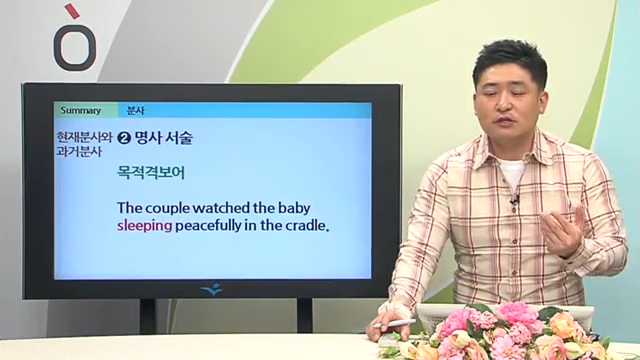 Summary
분사
현재분사와
과거분사
❷ 명사 서술
목적격보어
The couple watched the baby
sleeping peacefully in the cradle.